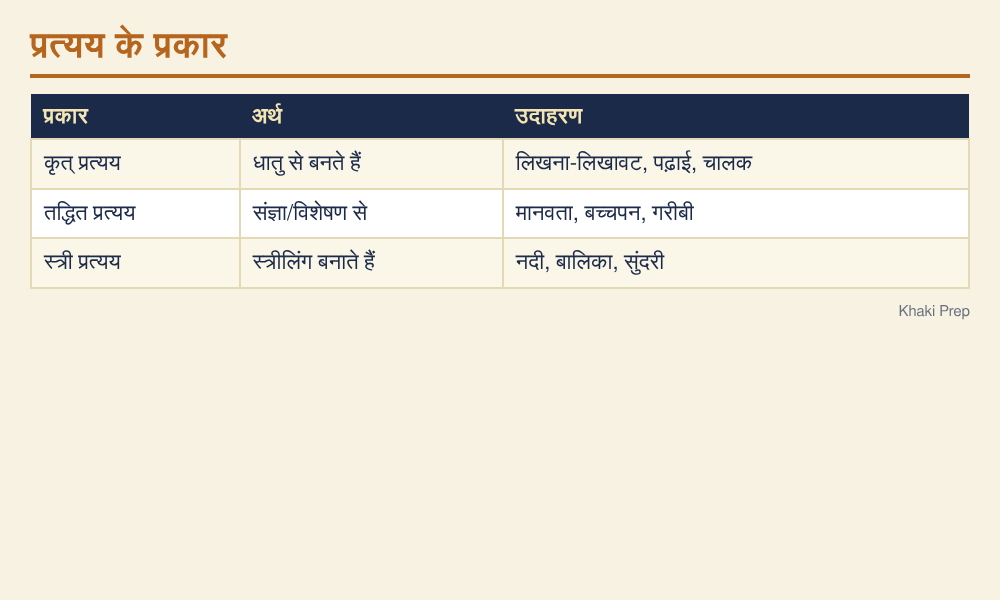 प्रत्यय के प्रकार
प्रकार अर्थ उदाहरण
कृत् प्रत्यय धातु से बनते हैं लिखना-लिखावट, पढ़ाई, चालक
तद्धित प्रत्यय संज्ञा/विशेषण से मानवता, बच्चपन, गरीबी
स्त्री प्रत्यय स्त्रीलिंग बनाते हैं नदी, बालिका, सुंदरी
Khaki Prep